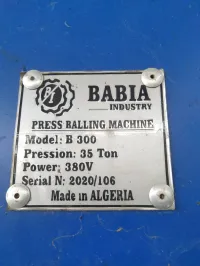 BABIA
INDUSTRY
PRESS BALLING MACHINE
Model: B 300
Pression: 35 Ton
Power; 380V
Serial N: 2020/106
Made in ALGERIA